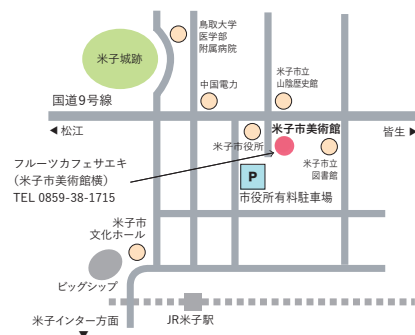 鳥取大学
医学部
附属病院
米子城跡
中国電力
米子市立
山陰歴史館
国道9号線
◀松江
米子市役所
米子市美術館
皆生▶
米子市立
図書館
フルーツカフェサエキ
(米子市美術館横)
TEL 0859-38-1715
P
市役所有料駐車場
米子市
文化ホール
ビッグシップ
米子インター方面
▼
JR米子駅